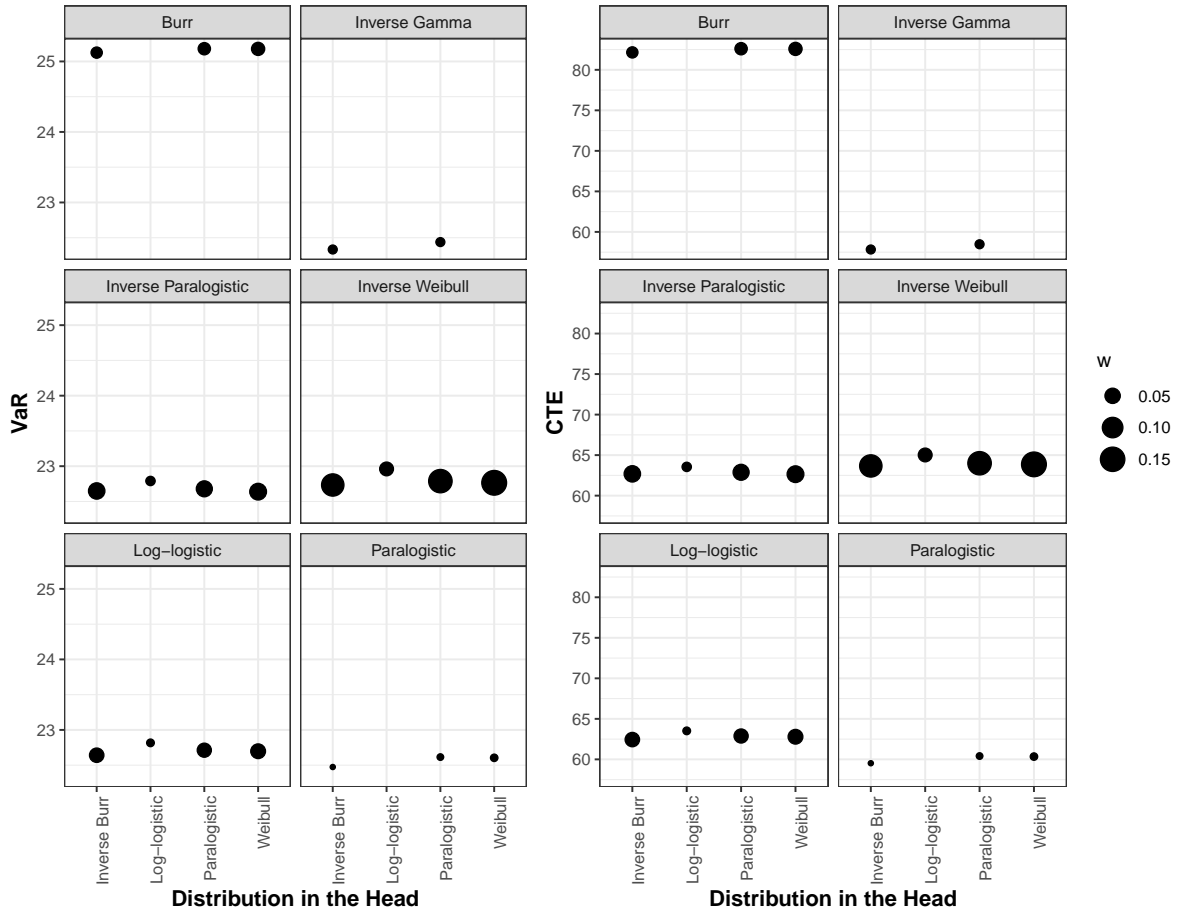 Burr
Inverse Gamma
25
24
23
Inverse Paralogistic
Inverse Weibull
25
24
23
Log−logistic
Paralogistic
25
24
23
VaR
Inverse Burr
Log−logistic
Paralogistic
Weibull
Inverse Burr
Log−logistic
Paralogistic
Weibull
Distribution in the Head
Burr
Inverse Gamma
80
75
70
65
60
Inverse Paralogistic
Inverse Weibull
80
75
70
65
60
Log−logistic
Paralogistic
80
75
70
65
60
CTE
Inverse Burr
Log−logistic
Paralogistic
Weibull
Inverse Burr
Log−logistic
Paralogistic
Weibull
Distribution in the Head
w
0.05
0.10
0.15